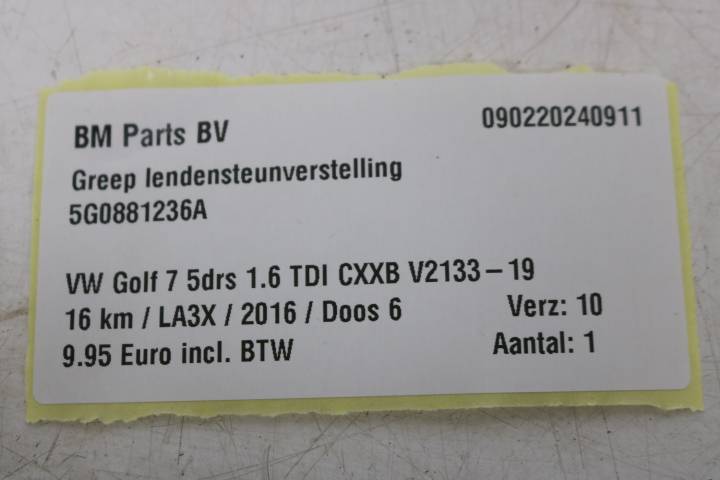 BM Parts BV 090220240911
Greep lendensteunverstelling
5G0881236A
VW Golf 7 5drs 1.6 TDI CXXB V2133-19
16 km / LA3X / 2016 / Doos 6 Verz: 10
9.95 Euro incl. BTW Aantal: 1